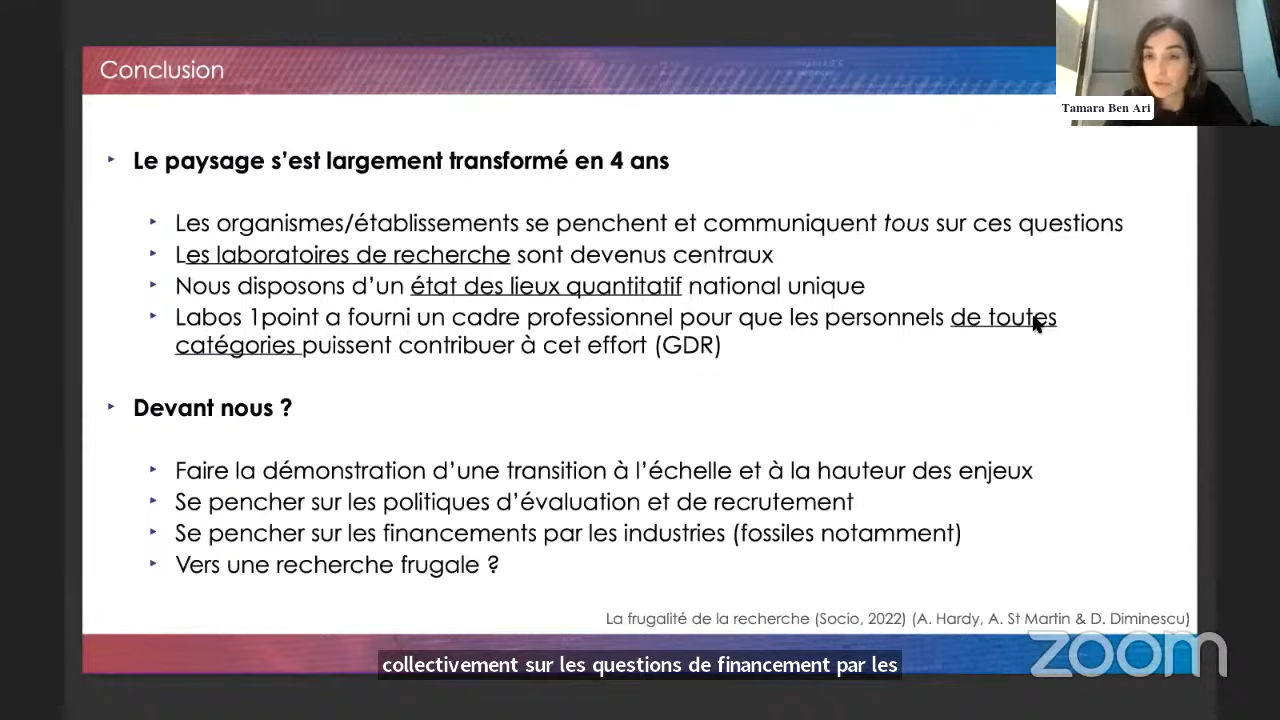 Conclusion
Tamara Ben Ari
Le paysage s'est largement transformé en 4 ans
Les organismes/établissements se penchent et communiquent tous sur ces questions
Les laboratoires de recherche sont devenus centraux
Nous disposons d'un état des lieux quantitatif national unique
Labos 1point a fourni un cadre professionnel pour que les personnels de toutes
catégories puissent contribuer à cet effort (GDR)
Devant nous ?
Faire la démonstration d'une transition à l'échelle et à la hauteur des enjeux
Se pencher sur les politiques d'évaluation et de recrutement
Se pencher sur les financements par les industries (fossiles notamment)
Vers une recherche frugale ?
La frugalité de la recherche (Socio, 2022) (A. Hardy, A. St Martin & D. Diminescu)
zoom
collectivement sur les questions de financement par les